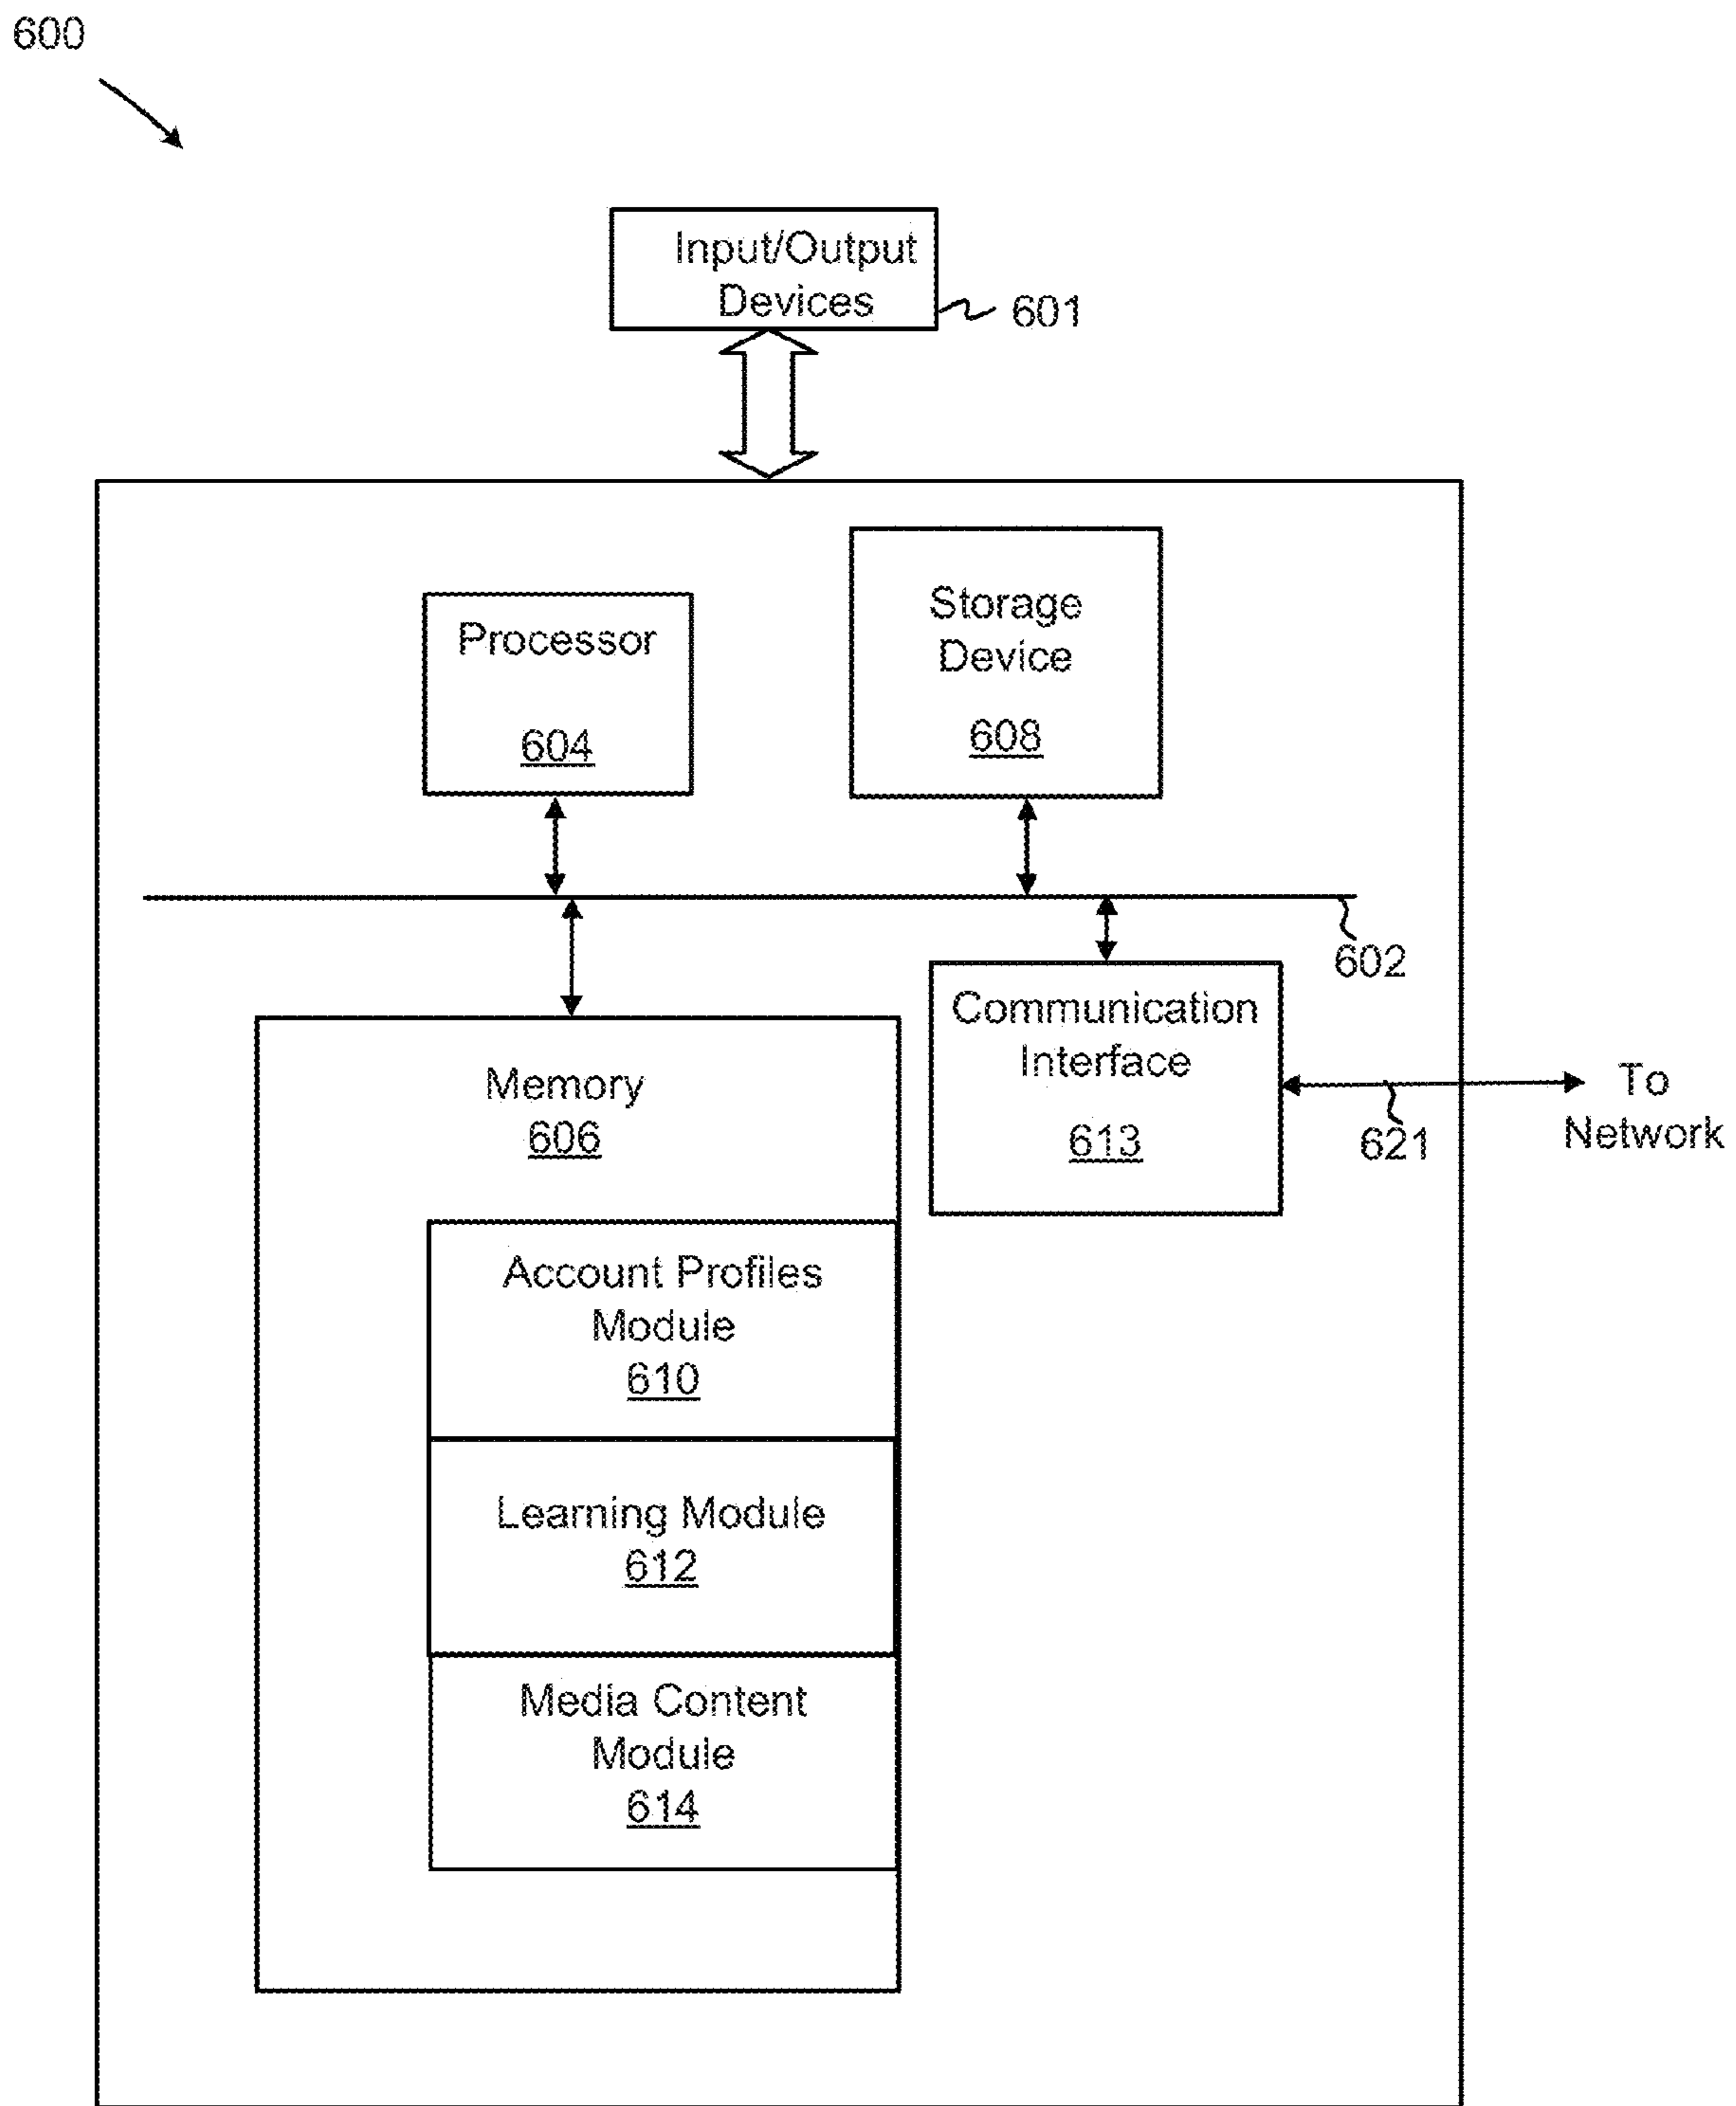 600
Input/Output
Devices
601
Processor
604
Storage
Device
608
602
Memory
606
Communication
Interface
613
621
To
Network
Account Profiles
Module
610
Learning Module
612
Media Content
Module
614